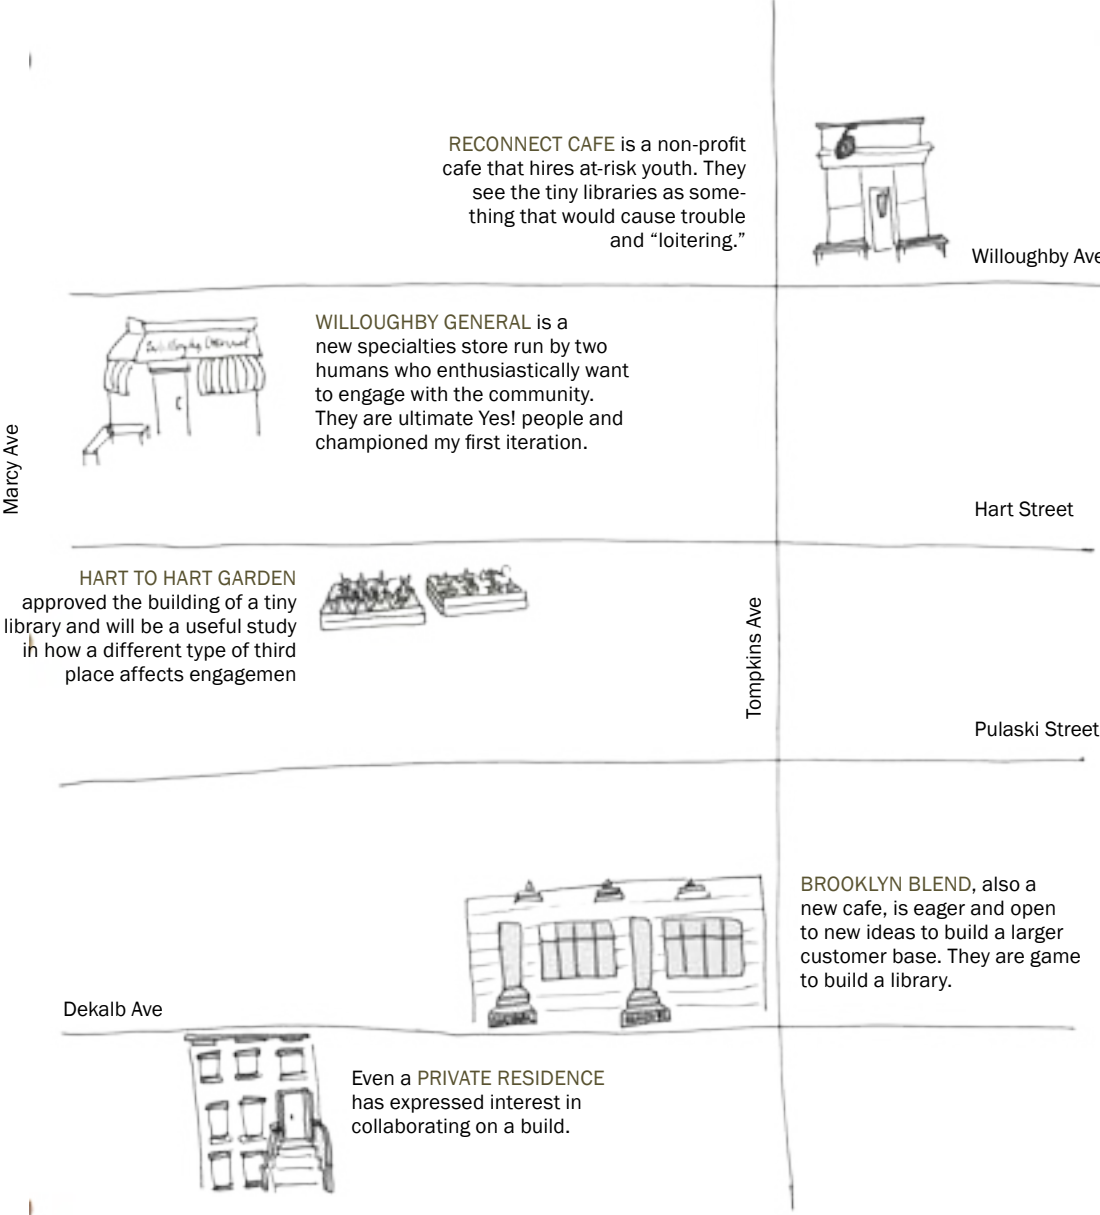 RECONNECT CAFE is a non-profit
cafe that hires at-risk youth. They
see the tiny libraries as some-
thing that would cause trouble
and “loitering.”
Willoughby Ave
Willoughby General
WILLOUGHBY GENERAL is a
new specialties store run by two
humans who enthusiastically want
to engage with the community.
They are ultimate Yes! people and
championed my first iteration.
Marcy Ave
Hart Street
HART TO HART GARDEN
approved the building of a tiny
library and will be a useful study
in how a different type of third
place affects engagemen
Tompkins Ave
Pulaski Street
BROOKLYN BLEND, also a
new cafe, is eager and open
to new ideas to build a larger
customer base. They are game
to build a library.
Dekalb Ave
Even a PRIVATE RESIDENCE
has expressed interest in
collaborating on a build.